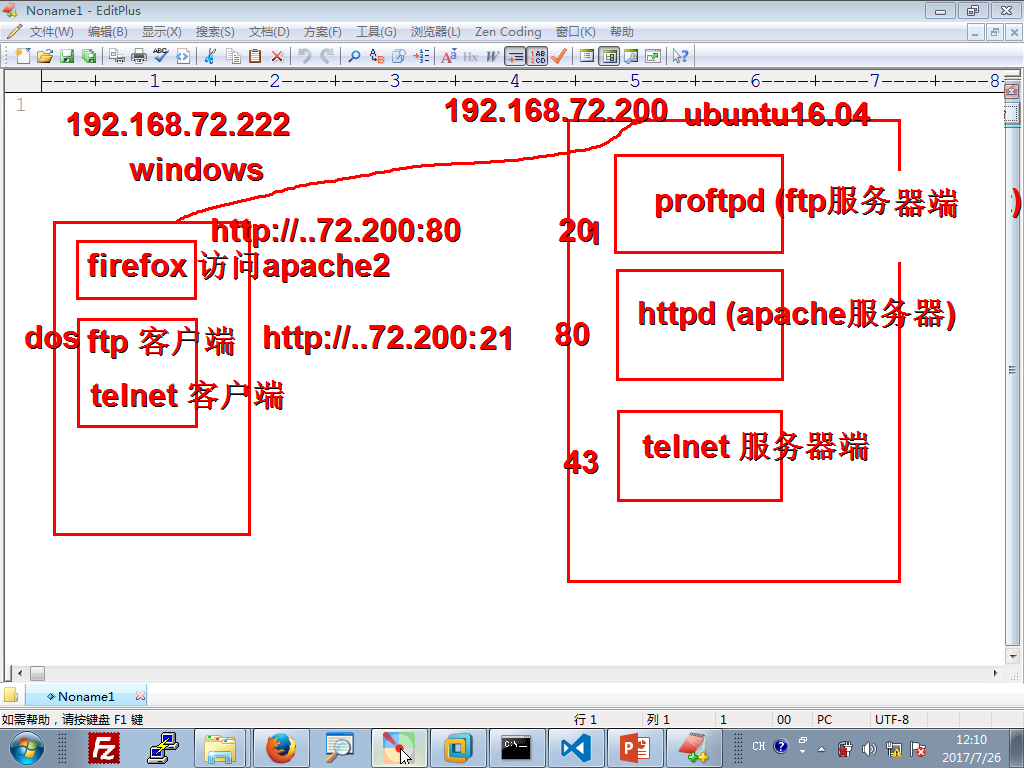 Noname1 - EditPlus
文件(W) 编辑(B) 显示(X) 搜索(S) 文档(D) 方案(F) 工具(G) 浏览器(L) Zen Coding 窗口(K) 帮助
1 2 3 4 5 6 7 8
1
192.168.72.222
192.168.72.200 ubuntu16.04
windows
proftpd (ftp服务器端 )
http://..72.200:80
firefox 访问apache2
dos ftp 客户端
http://..72.200:21
80
httpd (apache服务器)
telnet 客户端
telnet 服务器端
43
Noname1
如需帮助，请按键盘 F1 键 行 1 列 1 1 00 PC UTF-8
CH
12:10
2017/7/26